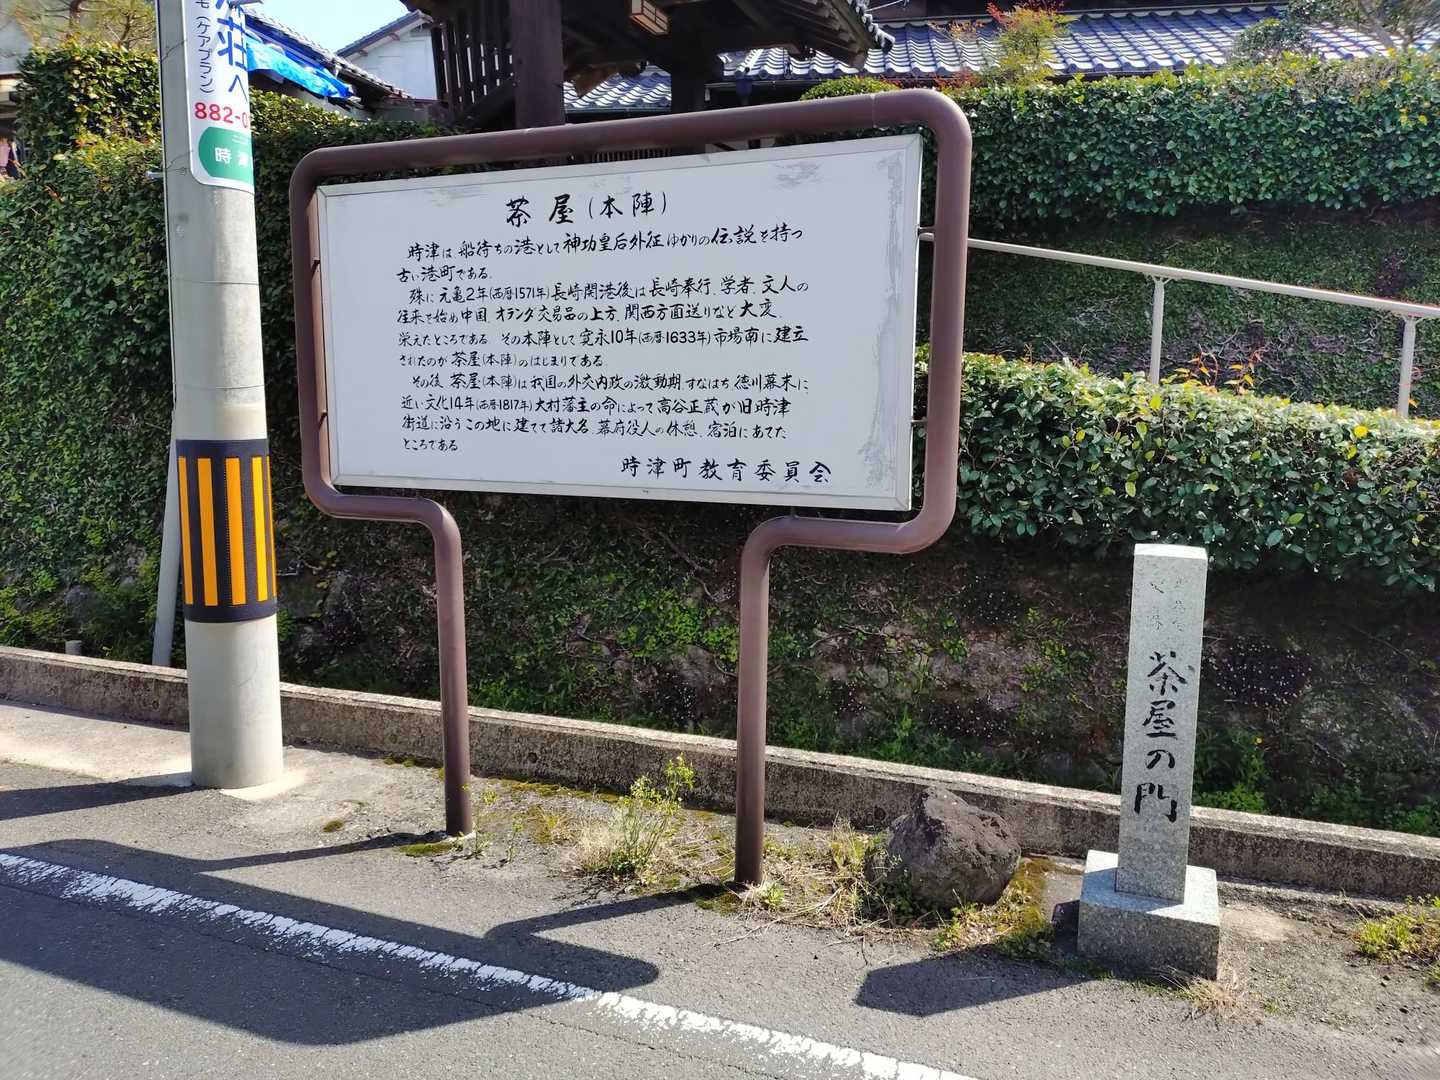 荘へ
モ(ケアプラン)
882-0
時津
茶屋(本陣)
時津は船待ちの港として神功皇后外征ゆかりの伝説を持つ
古い港町である。
殊に元亀2年(西暦1571年)長崎開港後は長崎奉行、学者、文人の
往来を始め中国、オランダ交易品の上方、関西方面送りなど大変
栄えたところである。その本陣として寛永10年(西暦1633年)市場南に建立
されたのが茶屋(本陣)のはじまりである。
その後、茶屋(本陣)は我国の外交内政の激動期、すなはち、徳川幕末に
近い文化14年(西暦1817年)大村藩主の命によって高谷正蔵が旧時津
街道に沿うこの地に建てて諸大名、幕府役人の休憩、宿泊にあてた
ところである
時津町教育委員会
茶屋の門